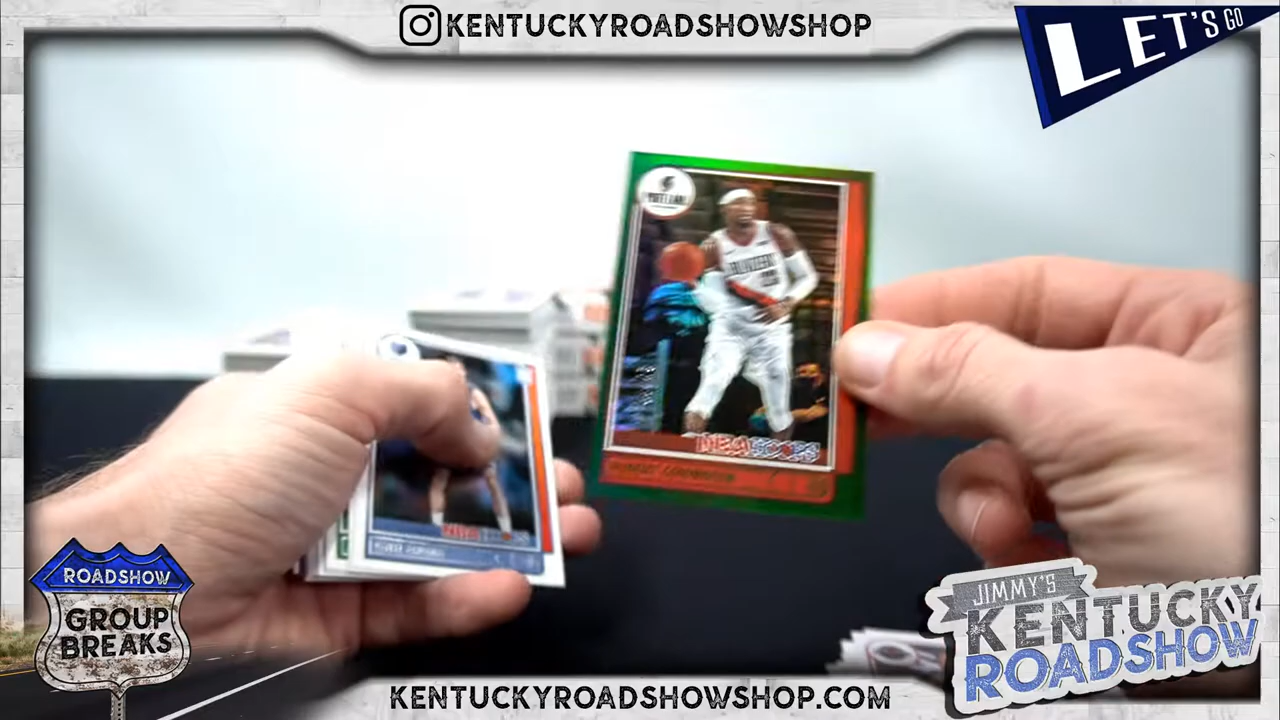 KENTUCKYROADSHOWSHOP
LET'S GO
NBA HOOPS
ROADSHOW
GROUP
BREAKS
JIMMY'S
KENTUCKY
ROADSHOW
KENTUCKYROADSHOWSHOP.COM